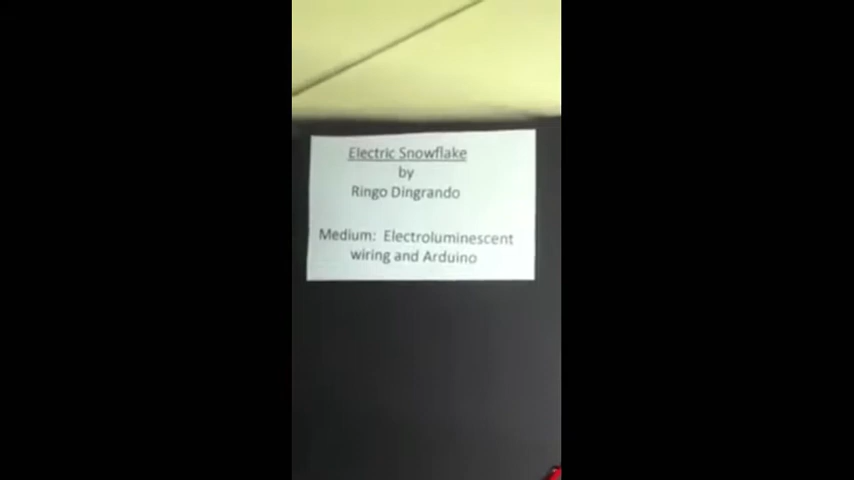 Electric Snowflake
by
Ringo Dingrando
Medium: Electroluminescent
wiring and Arduino